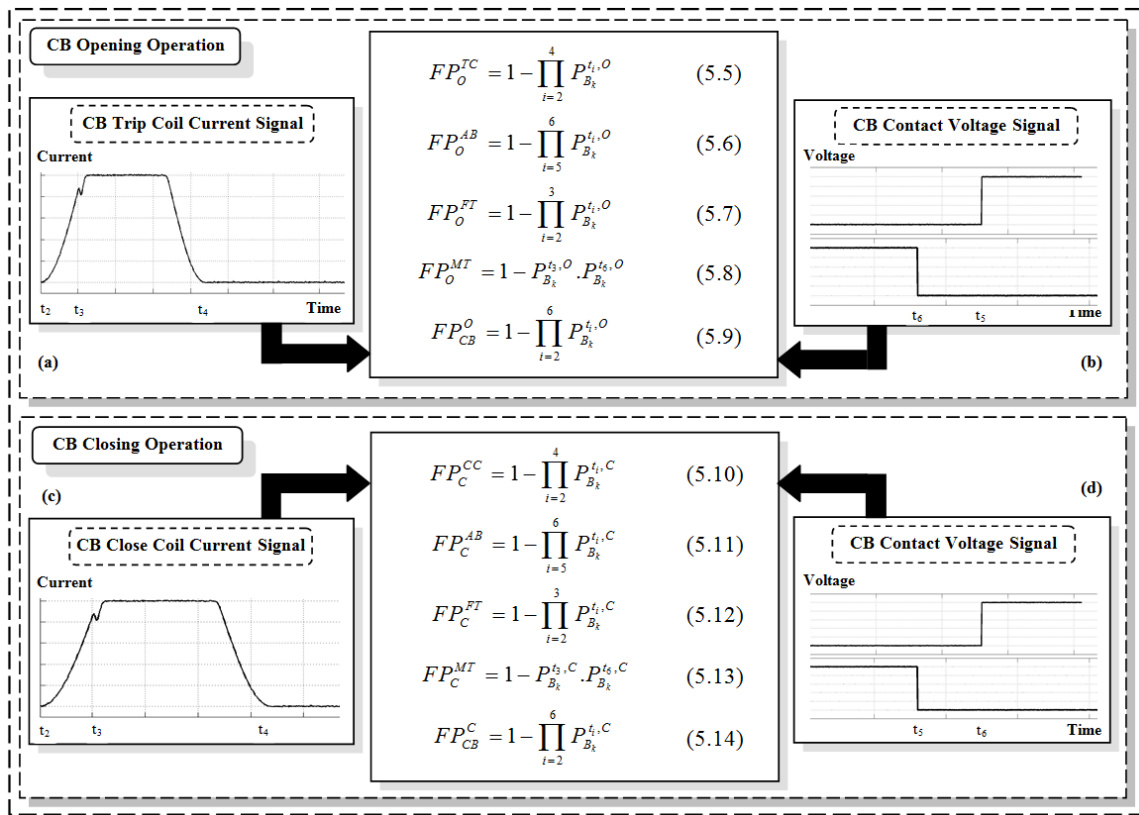 CB Opening Operation
CB Trip Coil Current Signal
Current
t₂ t₃ t₄ Time
(a)
FP_O^{TC} = 1 - ∏_{i=2}^{4} P_{B_k}^{t_i,O} (5.5)
FP_O^{AB} = 1 - ∏_{i=5}^{6} P_{B_k}^{t_i,O} (5.6)
FP_O^{FT} = 1 - ∏_{i=2}^{3} P_{B_k}^{t_i,O} (5.7)
FP_O^{MT} = 1 - P_{B_k}^{t_3,O} . P_{B_k}^{t_6,O} (5.8)
FP_{CB}^{O} = 1 - ∏_{i=2}^{6} P_{B_k}^{t_i,O} (5.9)
CB Contact Voltage Signal
Voltage
t₆ t₅ Time
(b)
CB Closing Operation
(c)
CB Close Coil Current Signal
Current
t₂ t₃ t₄ Time
FP_C^{CC} = 1 - ∏_{i=2}^{4} P_{B_k}^{t_i,C} (5.10)
FP_C^{AB} = 1 - ∏_{i=5}^{6} P_{B_k}^{t_i,C} (5.11)
FP_C^{FT} = 1 - ∏_{i=2}^{3} P_{B_k}^{t_i,C} (5.12)
FP_C^{MT} = 1 - P_{B_k}^{t_3,C} . P_{B_k}^{t_6,C} (5.13)
FP_{CB}^{C} = 1 - ∏_{i=2}^{6} P_{B_k}^{t_i,C} (5.14)
(d)
CB Contact Voltage Signal
Voltage
t₅ t₆ Time